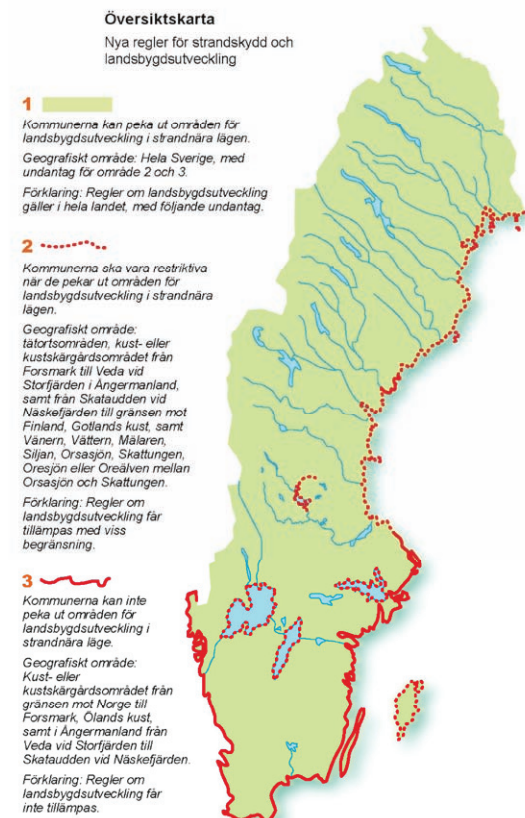 Översiktskarta
Nya regler för strandskydd och
landsbygdsutveckling
1
Kommunerna kan peka ut områden för
landsbygdsutveckling i strandnära lägen.
Geografiskt område: Hela Sverige, med
undantag för område 2 och 3.
Förklaring: Regler om landsbygdsutveckling
gäller i hela landet, med följande undantag.
2
Kommunerna ska vara restriktiva
när de pekar ut områden för
landsbygdsutveckling i strandnära
lägen.
Geografiskt område:
tätortsområden, kust- eller
kustskärgårdsområdet från
Forsmark till Veda vid
Storfjärden i Ångermanland,
samt från Skataudden vid
Näskefjärden till gränsen mot
Finland, Gotlands kust, samt
Vänern, Vättern, Mälaren,
Siljan, Orsasjön, Skattungen,
Oresjön eller Oreälven mellan
Orsasjön och Skattungen.
Förklaring: Regler om
landsbygdsutveckling får
tillämpas med viss
begränsning.
3
Kommunerna kan inte
peka ut områden för
landsbygdsutveckling i
strandnära läge.
Geografiskt område:
Kust- eller
kustskärgårdsområdet från
gränsen mot Norge till
Forsmark, Ölands kust,
samt i Ångermanland från
Veda vid Storfjärden till
Skataudden vid Näskefjärden.
Förklaring: Regler om
landsbygdsutveckling får
inte tillämpas.